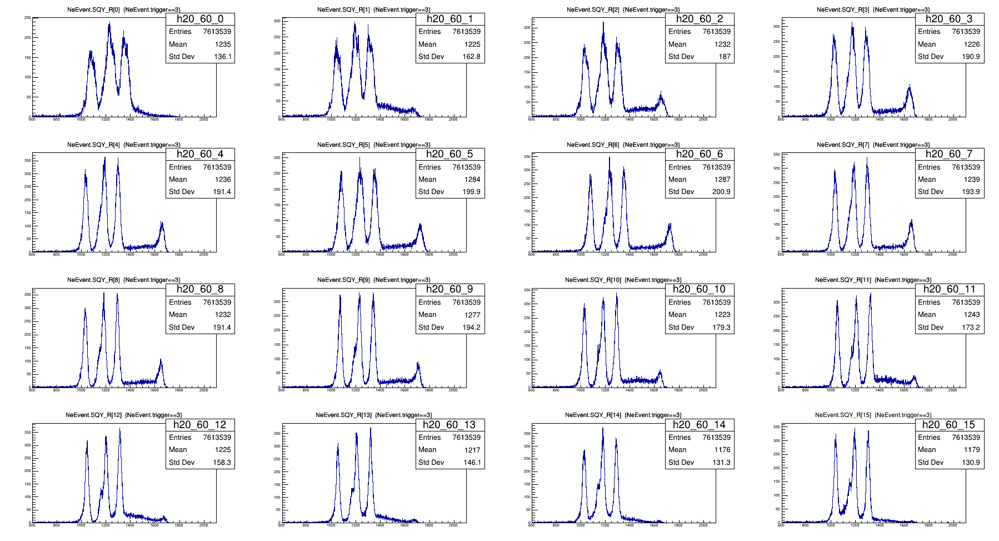 NeEvent.SQY_R[0] {NeEvent.trigger==3}
h20_60_0
Entries 7613539
Mean 1235
Std Dev 136.1
NeEvent.SQY_R[1] {NeEvent.trigger==3}
h20_60_1
Entries 7613539
Mean 1225
Std Dev 162.8
NeEvent.SQY_R[2] {NeEvent.trigger==3}
h20_60_2
Entries 7613539
Mean 1232
Std Dev 187
NeEvent.SQY_R[3] {NeEvent.trigger==3}
h20_60_3
Entries 7613539
Mean 1226
Std Dev 190.9
NeEvent.SQY_R[4] {NeEvent.trigger==3}
h20_60_4
Entries 7613539
Mean 1236
Std Dev 191.4
NeEvent.SQY_R[5] {NeEvent.trigger==3}
h20_60_5
Entries 7613539
Mean 1284
Std Dev 199.9
NeEvent.SQY_R[6] {NeEvent.trigger==3}
h20_60_6
Entries 7613539
Mean 1287
Std Dev 200.9
NeEvent.SQY_R[7] {NeEvent.trigger==3}
h20_60_7
Entries 7613539
Mean 1239
Std Dev 193.9
NeEvent.SQY_R[8] {NeEvent.trigger==3}
h20_60_8
Entries 7613539
Mean 1232
Std Dev 191.4
NeEvent.SQY_R[9] {NeEvent.trigger==3}
h20_60_9
Entries 7613539
Mean 1277
Std Dev 194.2
NeEvent.SQY_R[10] {NeEvent.trigger==3}
h20_60_10
Entries 7613539
Mean 1223
Std Dev 179.3
NeEvent.SQY_R[11] {NeEvent.trigger==3}
h20_60_11
Entries 7613539
Mean 1243
Std Dev 173.2
NeEvent.SQY_R[12] {NeEvent.trigger==3}
h20_60_12
Entries 7613539
Mean 1225
Std Dev 158.3
NeEvent.SQY_R[13] {NeEvent.trigger==3}
h20_60_13
Entries 7613539
Mean 1217
Std Dev 146.1
NeEvent.SQY_R[14] {NeEvent.trigger==3}
h20_60_14
Entries 7613539
Mean 1176
Std Dev 131.3
NeEvent.SQY_R[15] {NeEvent.trigger==3}
h20_60_15
Entries 7613539
Mean 1179
Std Dev 130.9